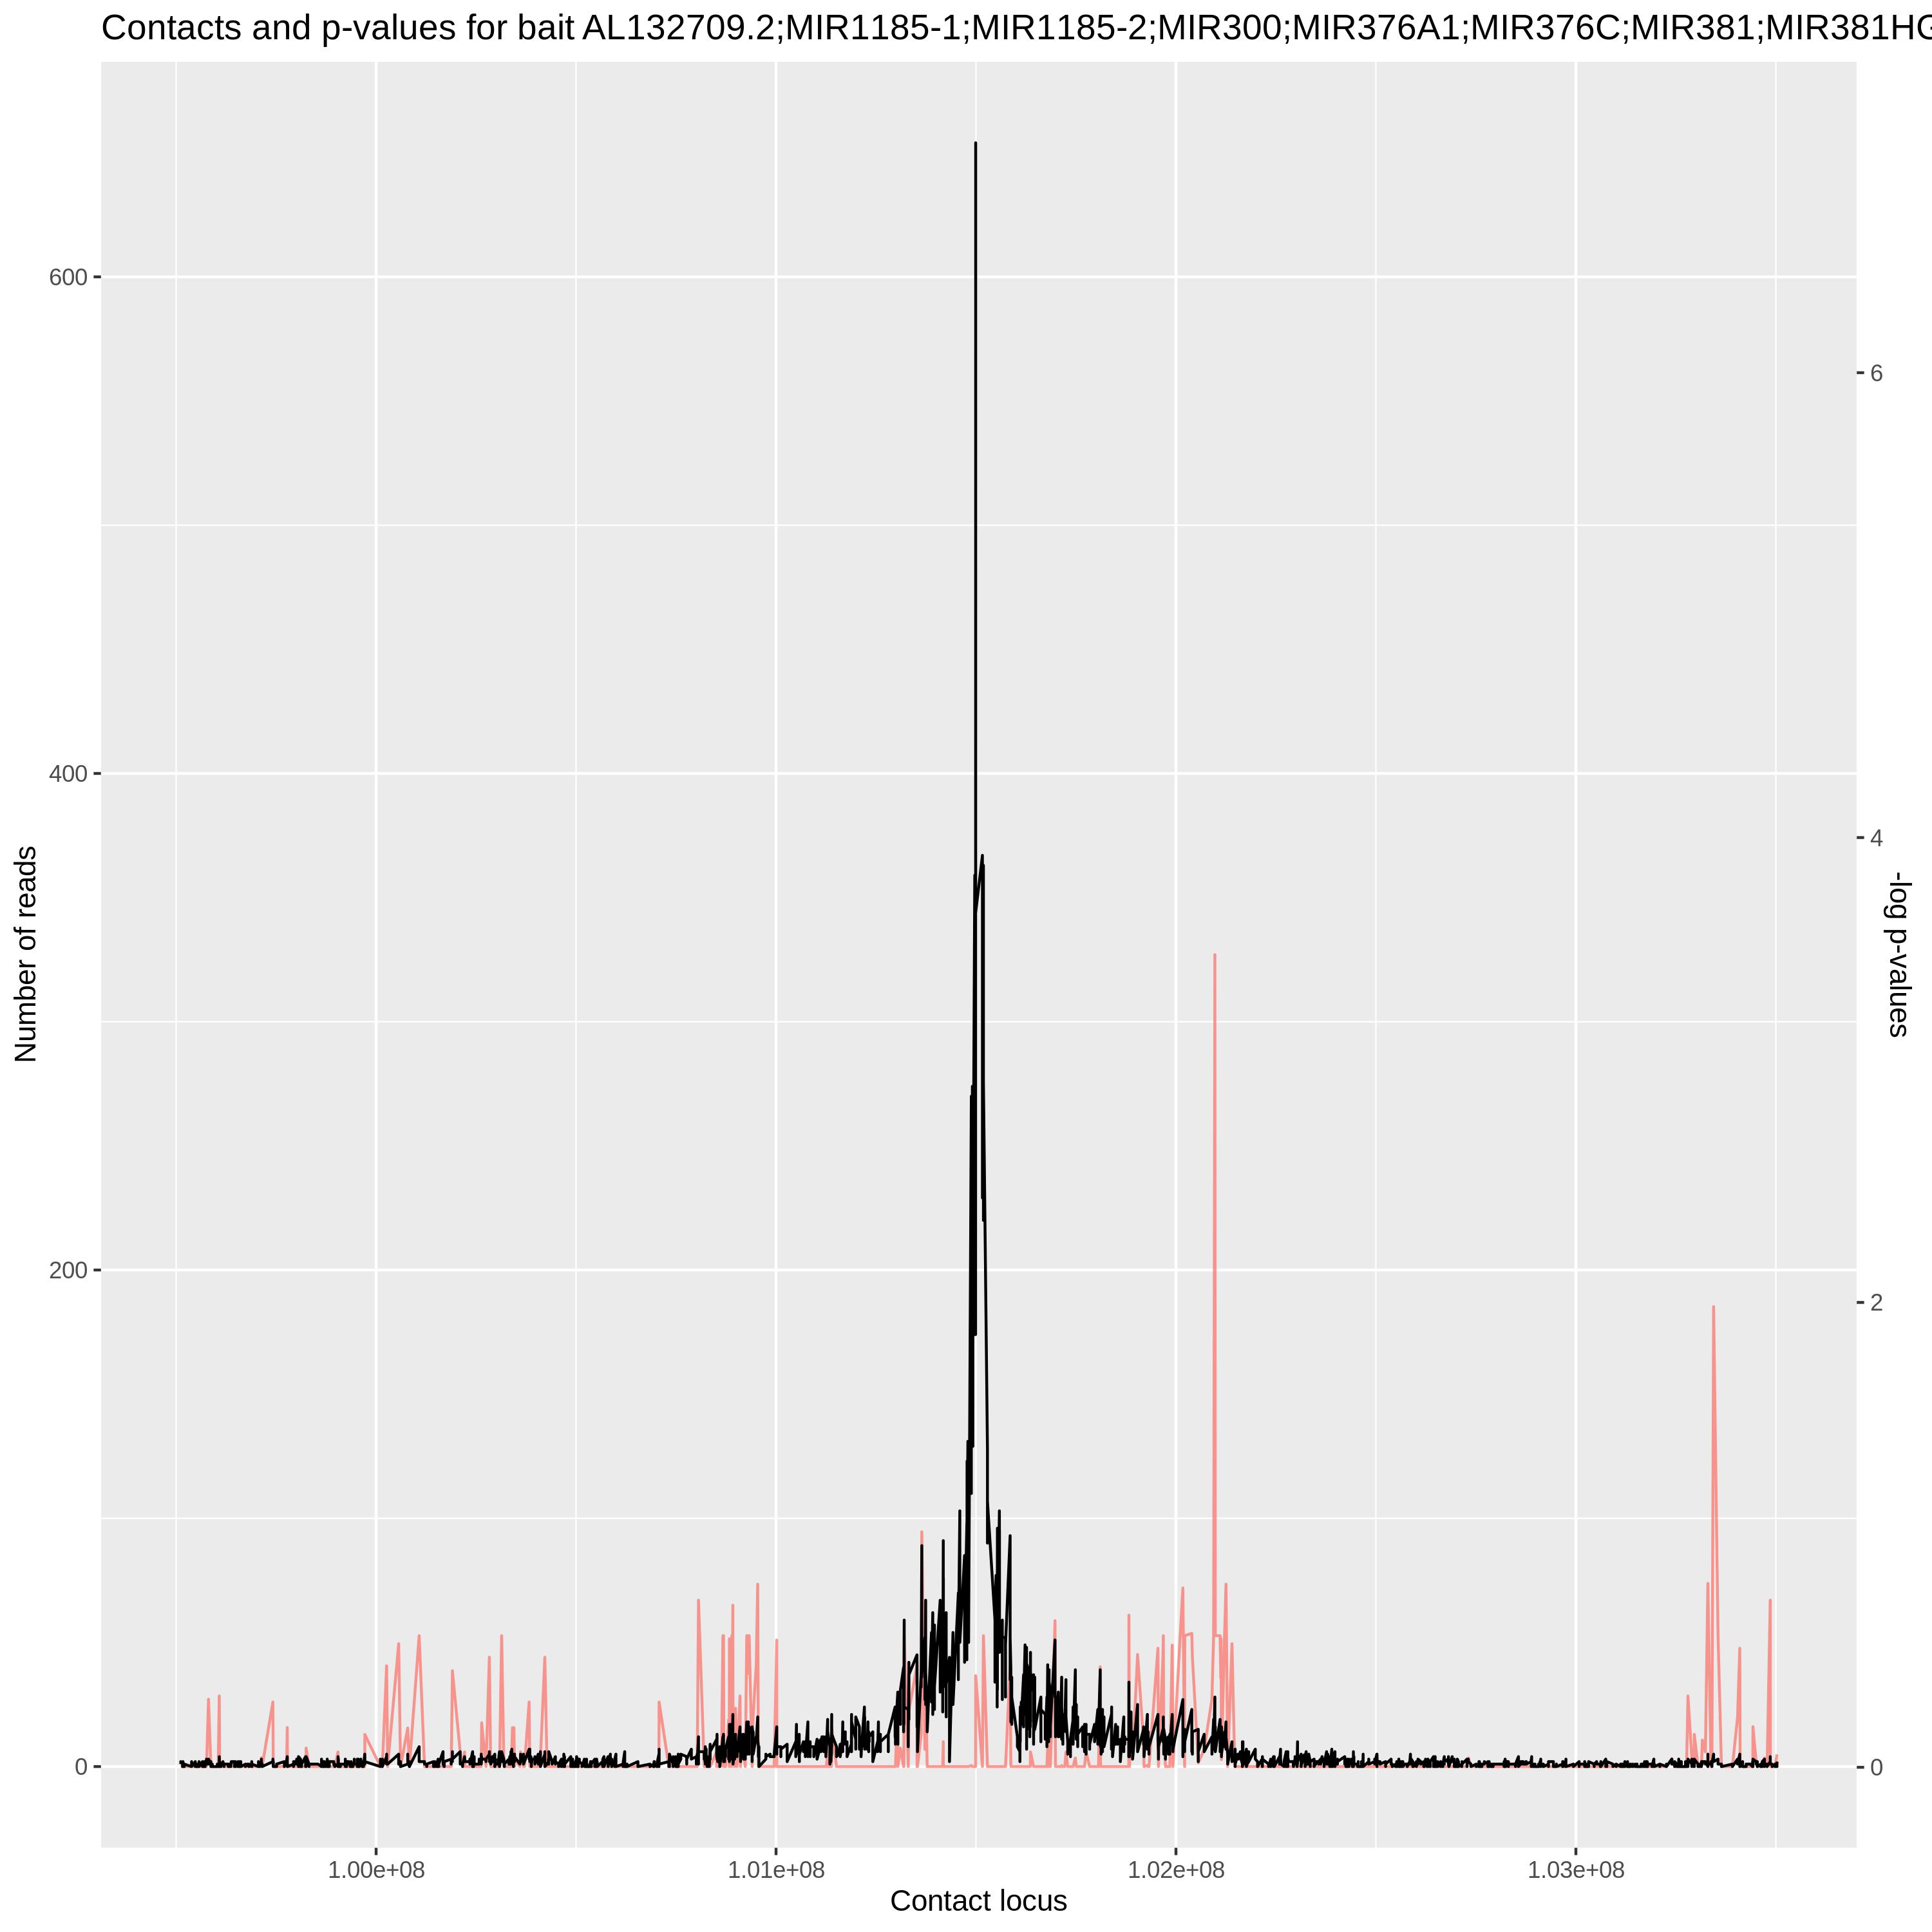 Contacts and p-values for bait AL132709.2;MIR1185-1;MIR1185-2;MIR300;MIR376A1;MIR376C;MIR381;MIR381HG
600
400
200
0
Number of reads
6
4
2
0
-log p-values
1.00e+08
1.01e+08
1.02e+08
1.03e+08
Contact locus